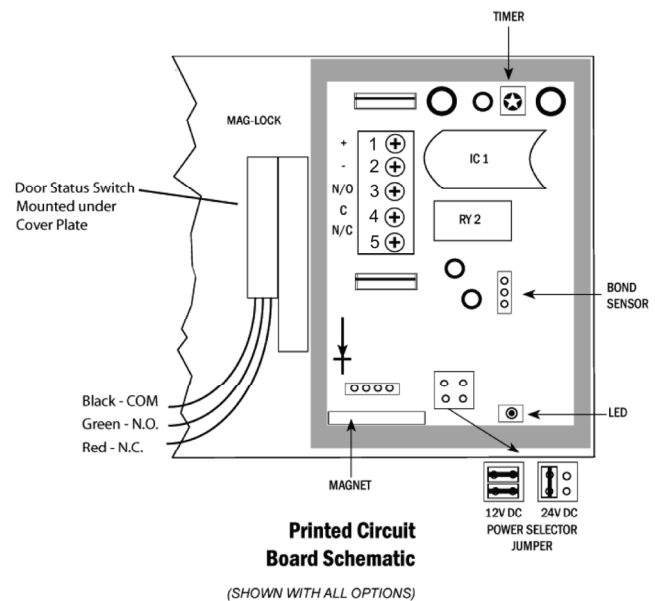 TIMER
MAG-LOCK
+ 1
- 2
N/O 3
C 4
N/C 5
IC 1
RY 2
Door Status Switch
Mounted under
Cover Plate
BOND
SENSOR
Black - COM
Green - N.O.
Red - N.C.
LED
MAGNET
12V DC 24V DC
POWER SELECTOR
JUMPER
Printed Circuit
Board Schematic
(SHOWN WITH ALL OPTIONS)